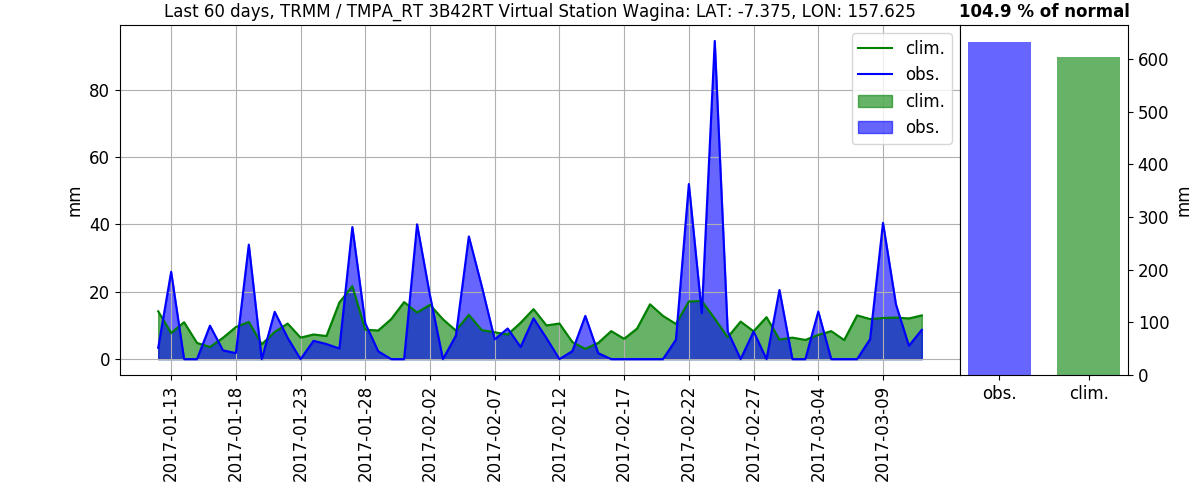 Last 60 days, TRMM / TMPA_RT 3B42RT Virtual Station Wagina: LAT: -7.375, LON: 157.625
104.9 % of normal
clim.
obs.
clim.
obs.
mm
80
60
40
20
0
2017-01-13
2017-01-18
2017-01-23
2017-01-28
2017-02-02
2017-02-07
2017-02-12
2017-02-17
2017-02-22
2017-02-27
2017-03-04
2017-03-09
600
500
400
300
200
100
0
mm
obs.
clim.